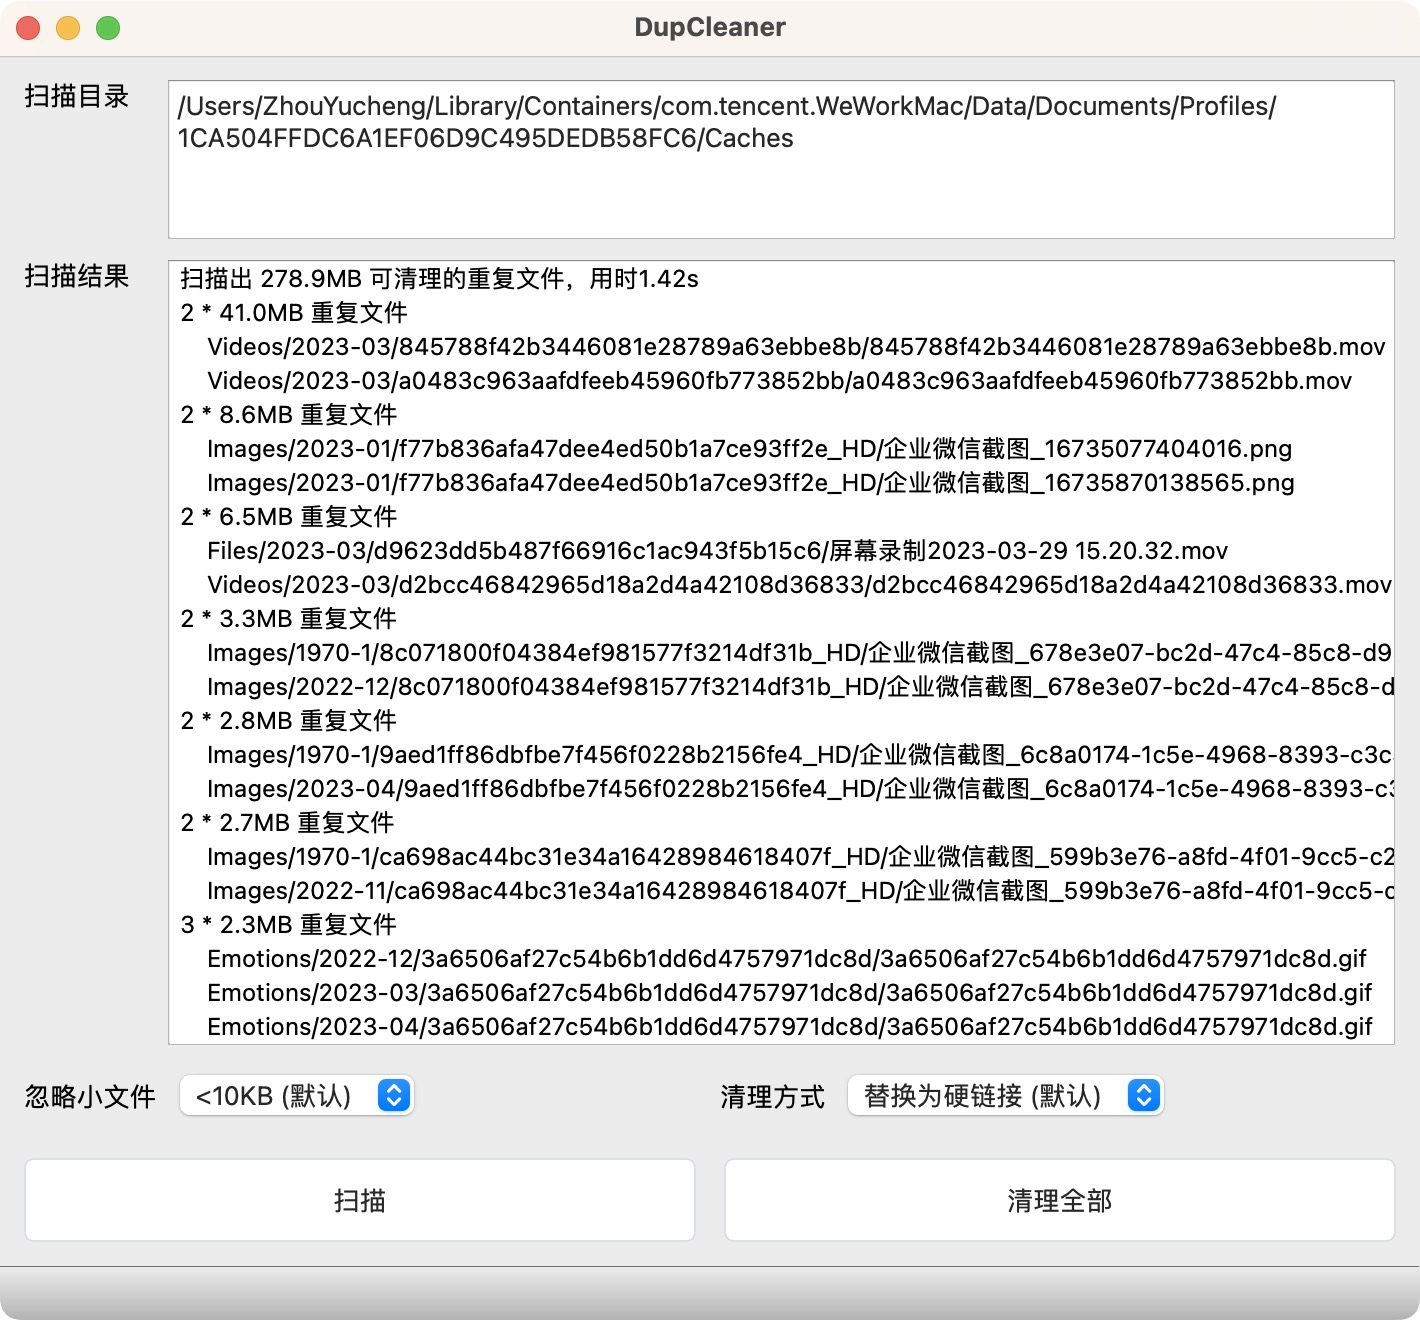 DupCleaner
扫描目录
/Users/ZhouYucheng/Library/Containers/com.tencent.WeWorkMac/Data/Documents/Profiles/
1CA504FFDC6A1EF06D9C495DEDB58FC6/Caches
扫描结果
扫描出 278.9MB 可清理的重复文件，用时1.42s
2 * 41.0MB 重复文件
Videos/2023-03/845788f42b3446081e28789a63ebbe8b/845788f42b3446081e28789a63ebbe8b.mov
Videos/2023-03/a0483c963aafdfeeb45960fb773852bb/a0483c963aafdfeeb45960fb773852bb.mov
2 * 8.6MB 重复文件
Images/2023-01/f77b836afa47dee4ed50b1a7ce93ff2e_HD/企业微信截图_16735077404016.png
Images/2023-01/f77b836afa47dee4ed50b1a7ce93ff2e_HD/企业微信截图_16735870138565.png
2 * 6.5MB 重复文件
Files/2023-03/d9623dd5b487f66916c1ac943f5b15c6/屏幕录制2023-03-29 15.20.32.mov
Videos/2023-03/d2bcc46842965d18a2d4a42108d36833/d2bcc46842965d18a2d4a42108d36833.mov
2 * 3.3MB 重复文件
Images/1970-1/8c071800f04384ef981577f3214df31b_HD/企业微信截图_678e3e07-bc2d-47c4-85c8-d9
Images/2022-12/8c071800f04384ef981577f3214df31b_HD/企业微信截图_678e3e07-bc2d-47c4-85c8-d
2 * 2.8MB 重复文件
Images/1970-1/9aed1ff86dbfbe7f456f0228b2156fe4_HD/企业微信截图_6c8a0174-1c5e-4968-8393-c3c
Images/2023-04/9aed1ff86dbfbe7f456f0228b2156fe4_HD/企业微信截图_6c8a0174-1c5e-4968-8393-c3
2 * 2.7MB 重复文件
Images/1970-1/ca698ac44bc31e34a16428984618407f_HD/企业微信截图_599b3e76-a8fd-4f01-9cc5-c2
Images/2022-11/ca698ac44bc31e34a16428984618407f_HD/企业微信截图_599b3e76-a8fd-4f01-9cc5-c
3 * 2.3MB 重复文件
Emotions/2022-12/3a6506af27c54b6b1dd6d4757971dc8d/3a6506af27c54b6b1dd6d4757971dc8d.gif
Emotions/2023-03/3a6506af27c54b6b1dd6d4757971dc8d/3a6506af27c54b6b1dd6d4757971dc8d.gif
Emotions/2023-04/3a6506af27c54b6b1dd6d4757971dc8d/3a6506af27c54b6b1dd6d4757971dc8d.gif
忽略小文件 <10KB (默认) 清理方式 替换为硬链接 (默认)
扫描 清理全部